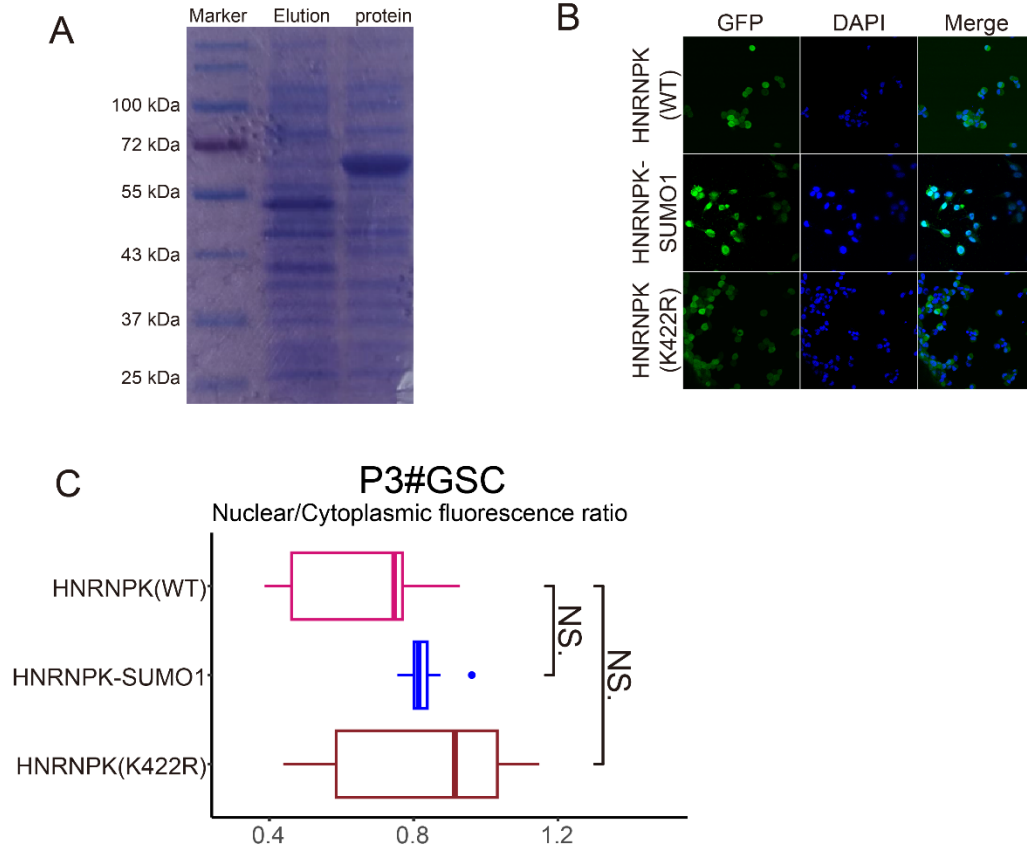 A
Marker Elution protein
100 kDa
72 kDa
55 kDa
43 kDa
37 kDa
25 kDa
B
GFP DAPI Merge
HNRNPK
(WT)
HNRNPK-
SUMO1
HNRNPK
(K422R)
C
P3#GSC
Nuclear/Cytoplasmic fluorescence ratio
HNRNPK(WT)
HNRNPK-SUMO1
HNRNPK(K422R)
NS.
NS.
0.4 0.8 1.2